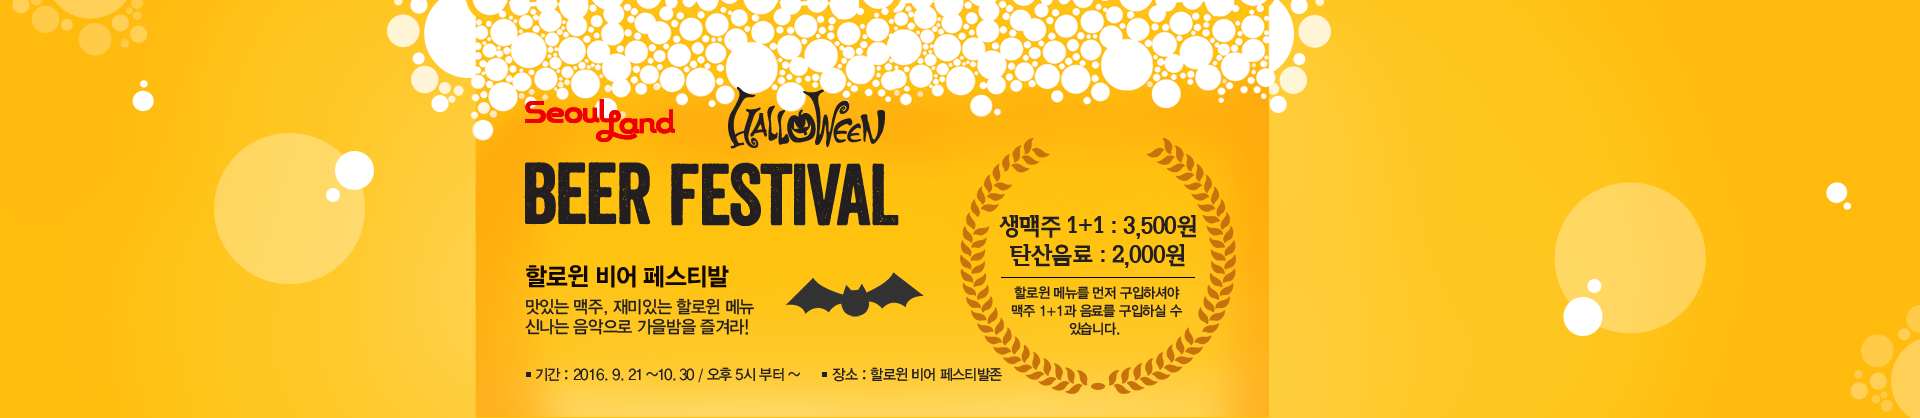 Seoul Land
HALLOWEEN
BEER FESTIVAL
할로윈 비어 페스티발
맛있는 맥주, 재미있는 할로윈 메뉴
신나는 음악으로 가을밤을 즐겨라!
▪ 기간 : 2016. 9. 21 ~10. 30 / 오후 5시 부터 ~ ▪ 장소 : 할로윈 비어 페스티발존
생맥주 1+1 : 3,500원
탄산음료 : 2,000원
할로윈 메뉴를 먼저 구입하셔야
맥주 1+1과 음료를 구입하실 수
있습니다.